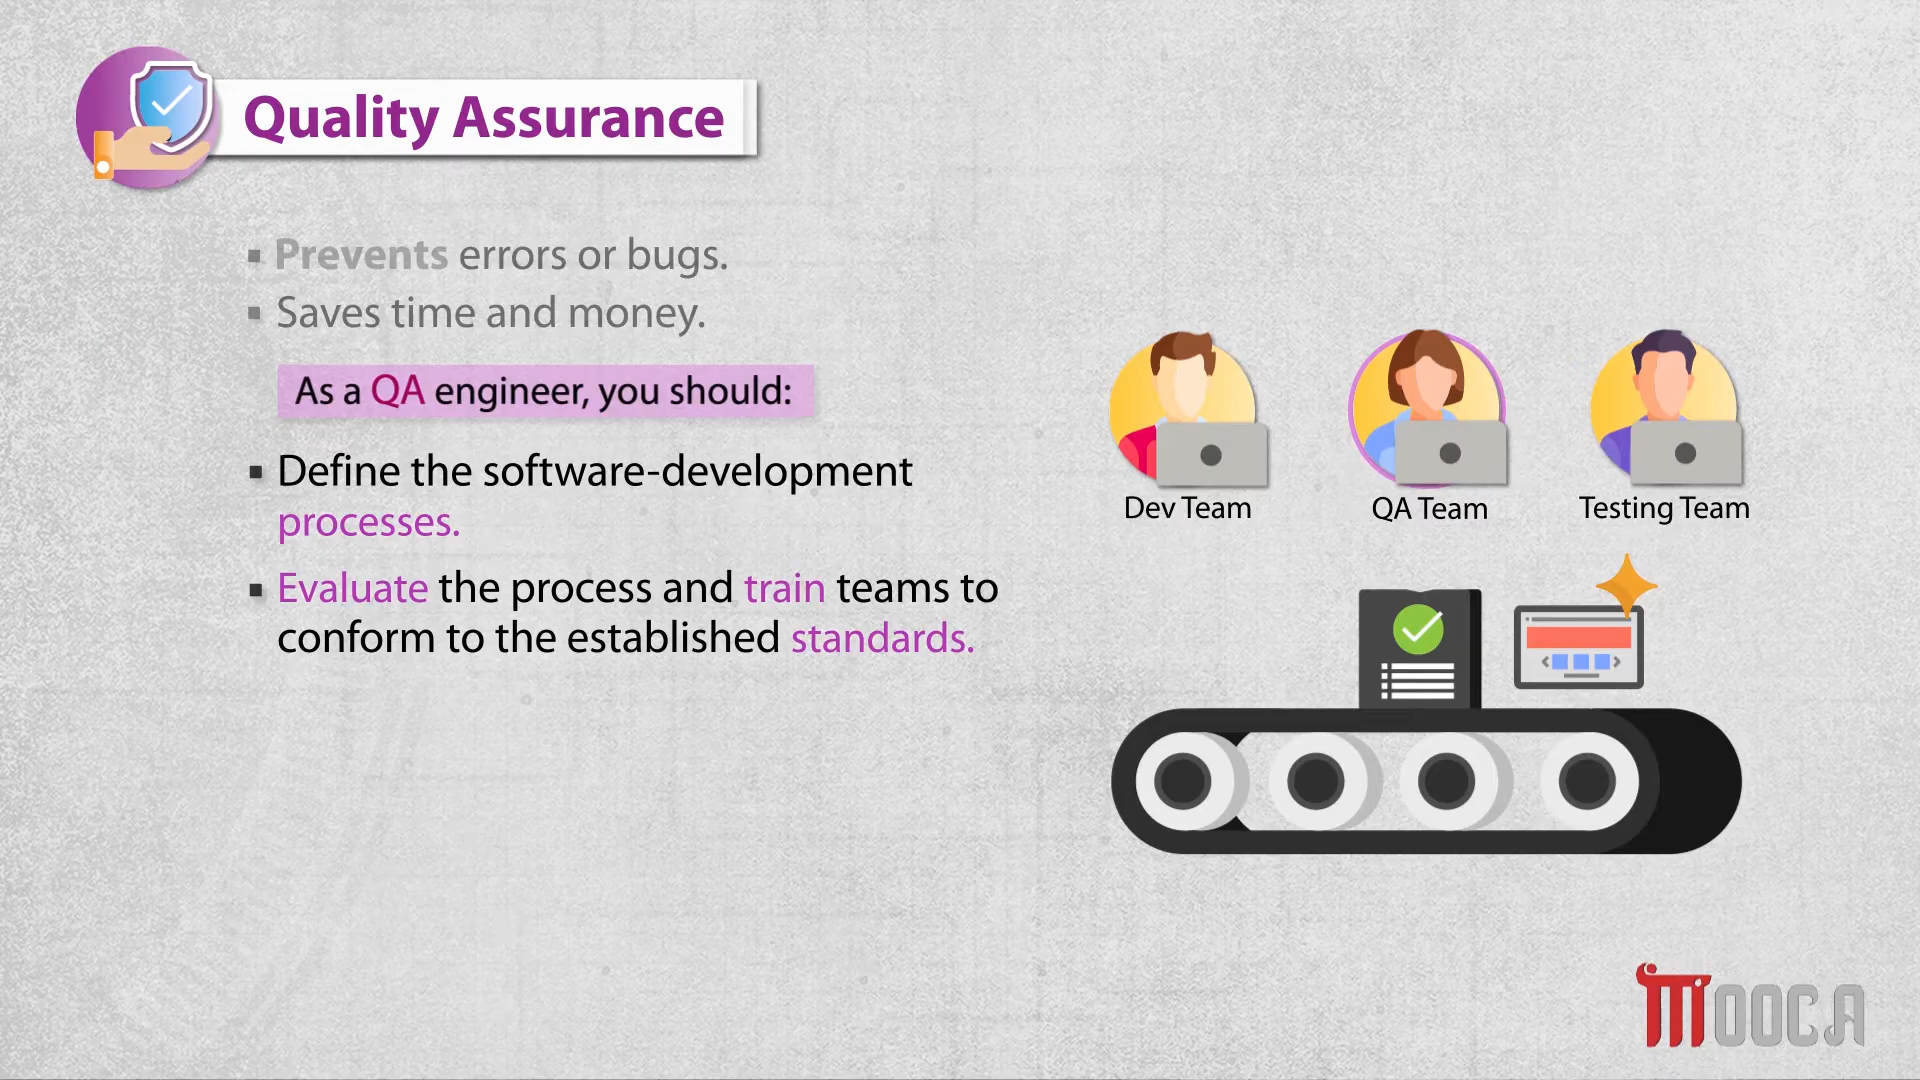 Quality Assurance
Prevents errors or bugs.
Saves time and money.
As a QA engineer, you should:
Define the software-development
processes.
Evaluate the process and train teams to
conform to the established standards.
Dev Team
QA Team
Testing Team
MOOCA